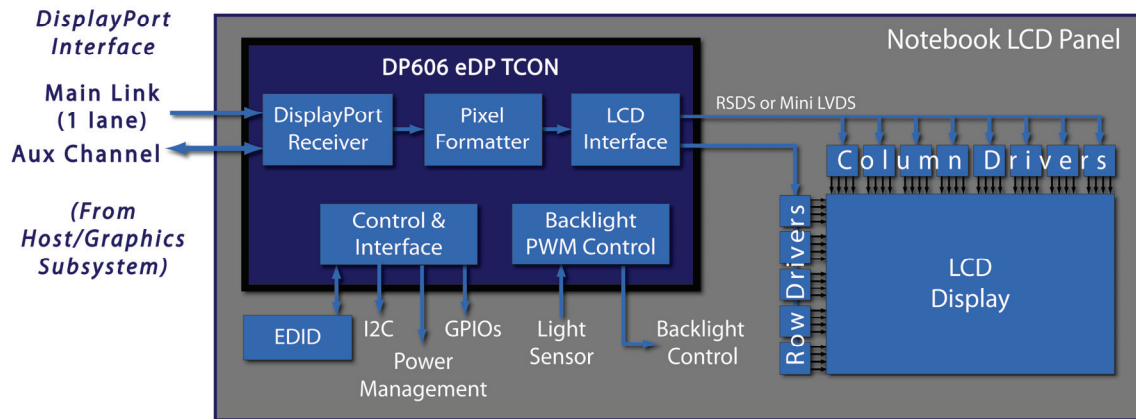 DisplayPort
Interface
Main Link
(1 lane)
Aux Channel
(From
Host/Graphics
Subsystem)
Notebook LCD Panel
DP606 eDP TCON
DisplayPort
Receiver
Pixel
Formatter
LCD
Interface
RSDS or Mini LVDS
Column Drivers
Row Drivers
LCD
Display
Control &
Interface
Backlight
PWM Control
EDID
I2C
Power
Management
GPIOs
Light
Sensor
Backlight
Control